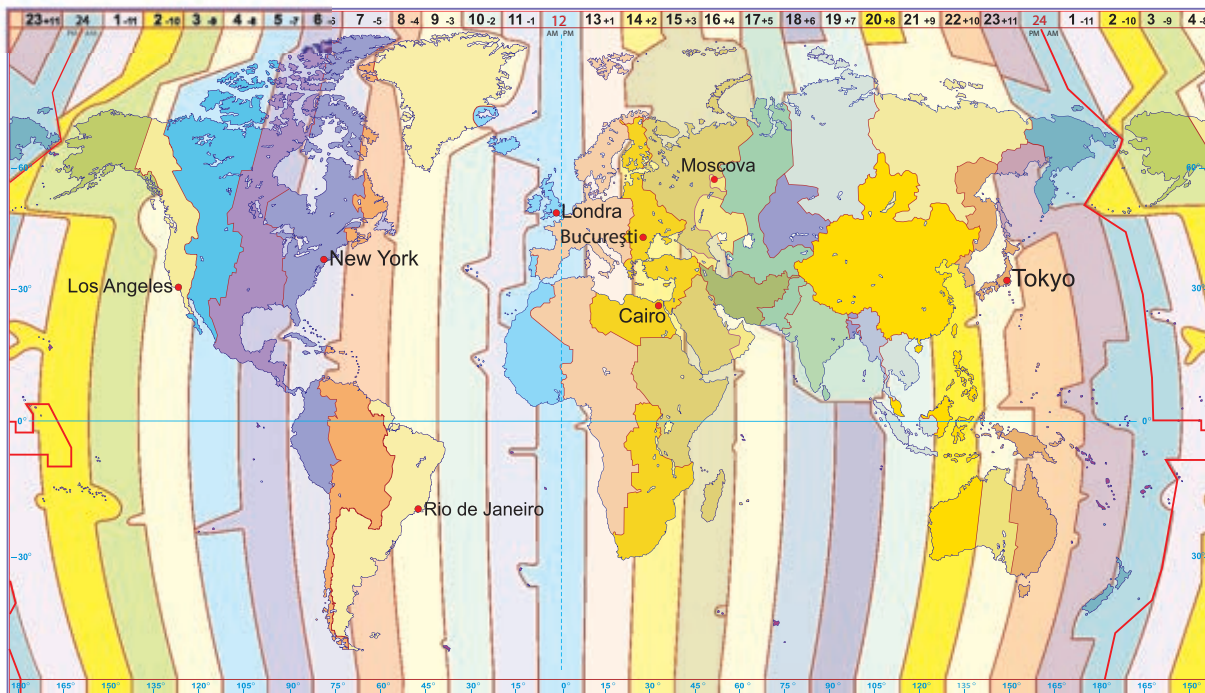 23 +11 24 1 -11 2 -10 3 -9 4 -8 5 -7 6 -6 7 -5 8 -4 9 -3 10 -2 11 -1 12 13 +1 14 +2 15 +3 16 +4 17 +5 18 +6 19 +7 20 +8 21 +9 22 +10 23 +11 24 1 -11 2 -10 3 -9 4 -8
PM AM AM PM PM AM
60° Moscova 60°
Londra
București
New York
Los Angeles Tokyo
30° 30°
Cairo
0° 0°
Rio de Janeiro
30° 30°
180° 165° 150° 135° 120° 105° 90° 75° 60° 45° 30° 15° 0° 15° 30° 45° 60° 75° 90° 105° 120° 135° 150° 165° 180° 165° 150°